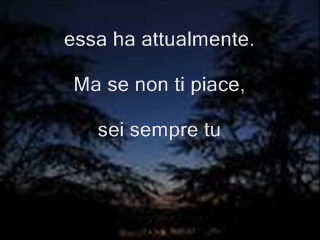 essa ha attualmente.
Ma se non ti piace,
sei sempre tu